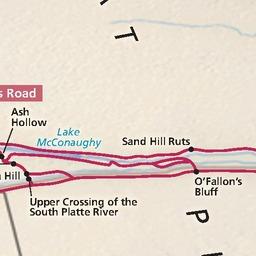 T
s Road
Ash
Hollow
Lake
McConaughy
Sand Hill Ruts
Hill
O'Fallon's
Bluff
Upper Crossing of the
South Platte River
P